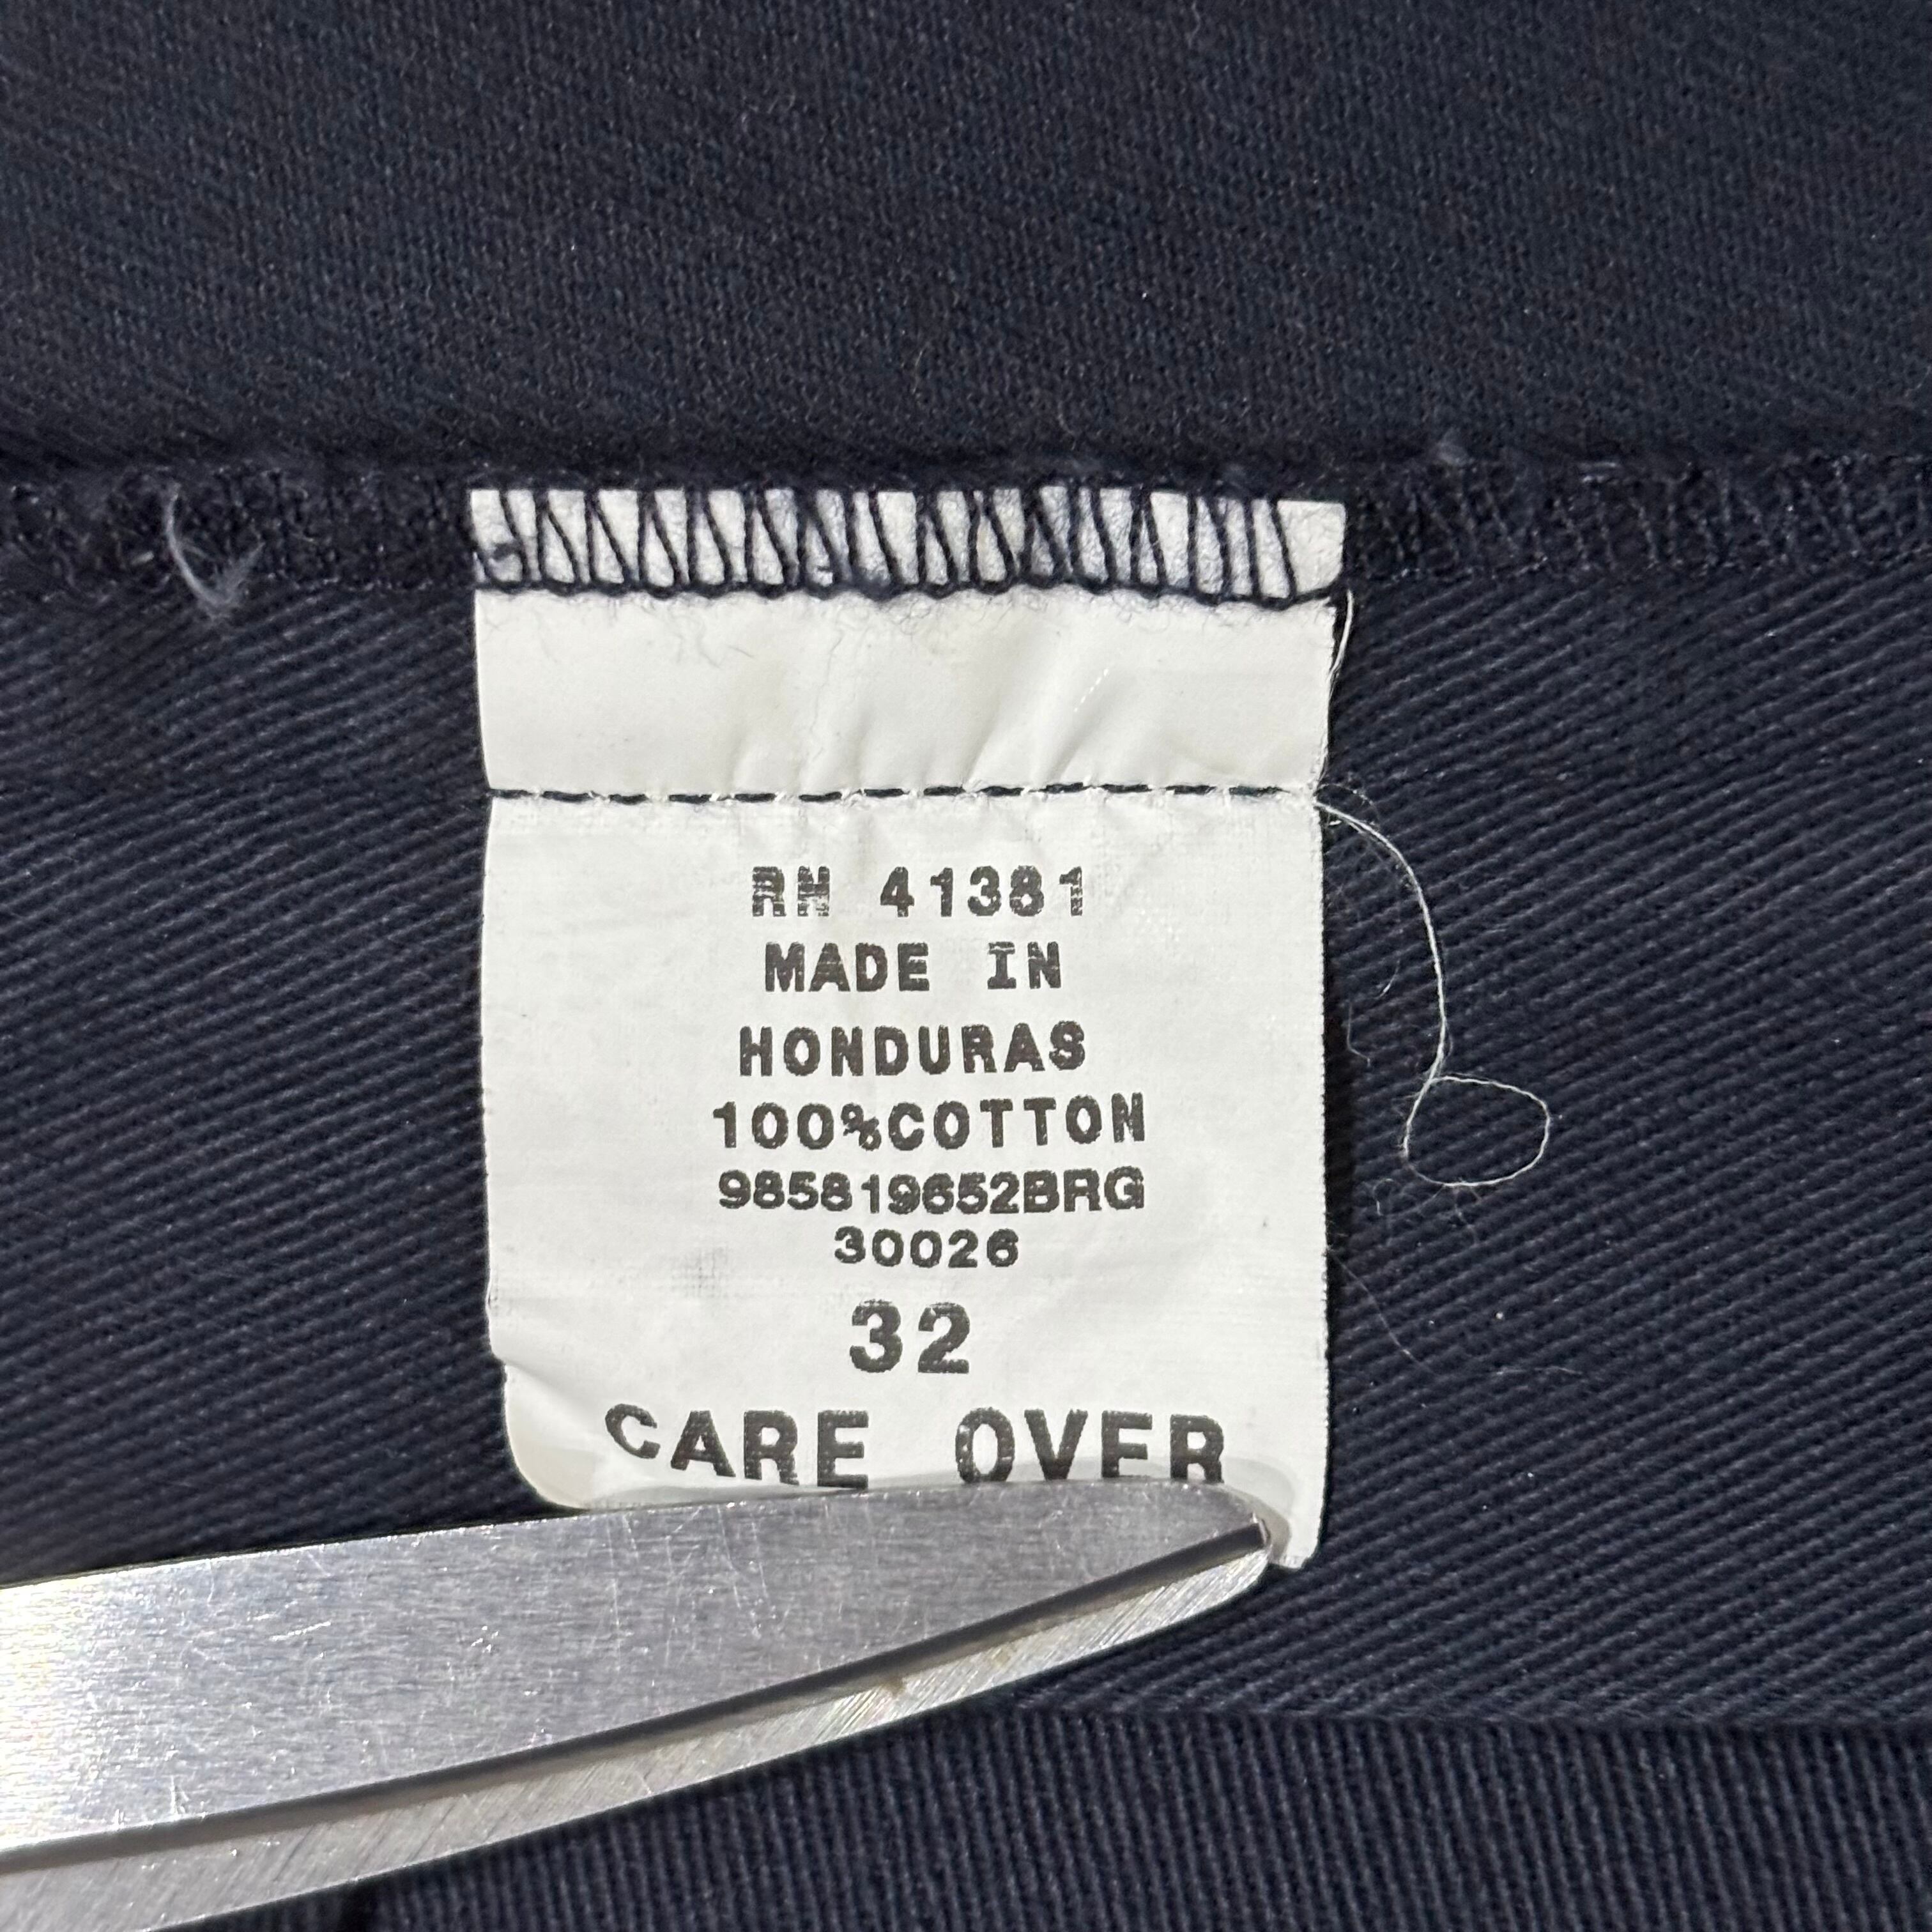 RN 41381
MADE IN
HONDURAS
100%COTTON
985819652BRG
30026
32
CARE OVER